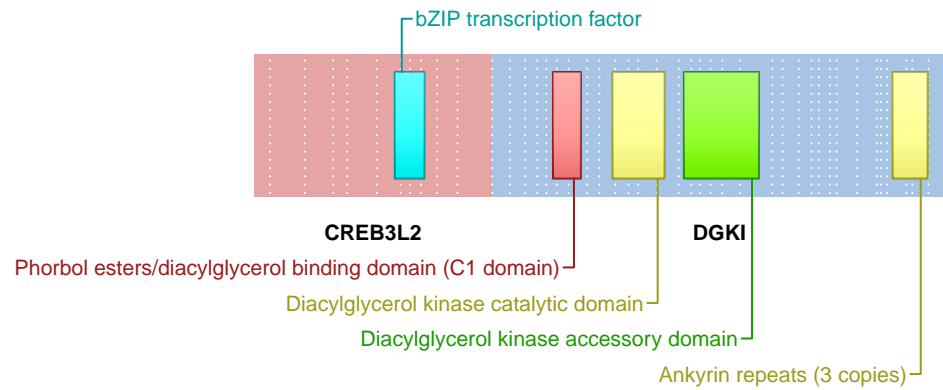 bZIP transcription factor
CREB3L2
DGKI
Phorbol esters/diacylglycerol binding domain (C1 domain)
Diacylglycerol kinase catalytic domain
Diacylglycerol kinase accessory domain
Ankyrin repeats (3 copies)